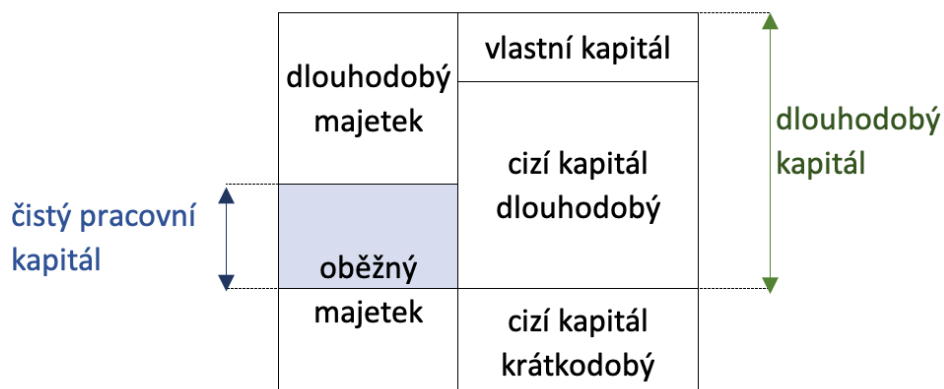 dlouhodobý
majetek
vlastní kapitál
cizí kapitál
dlouhodobý
dlouhodobý
kapitál
čistý pracovní
kapitál
oběžný
majetek
cizí kapitál
krátkodobý